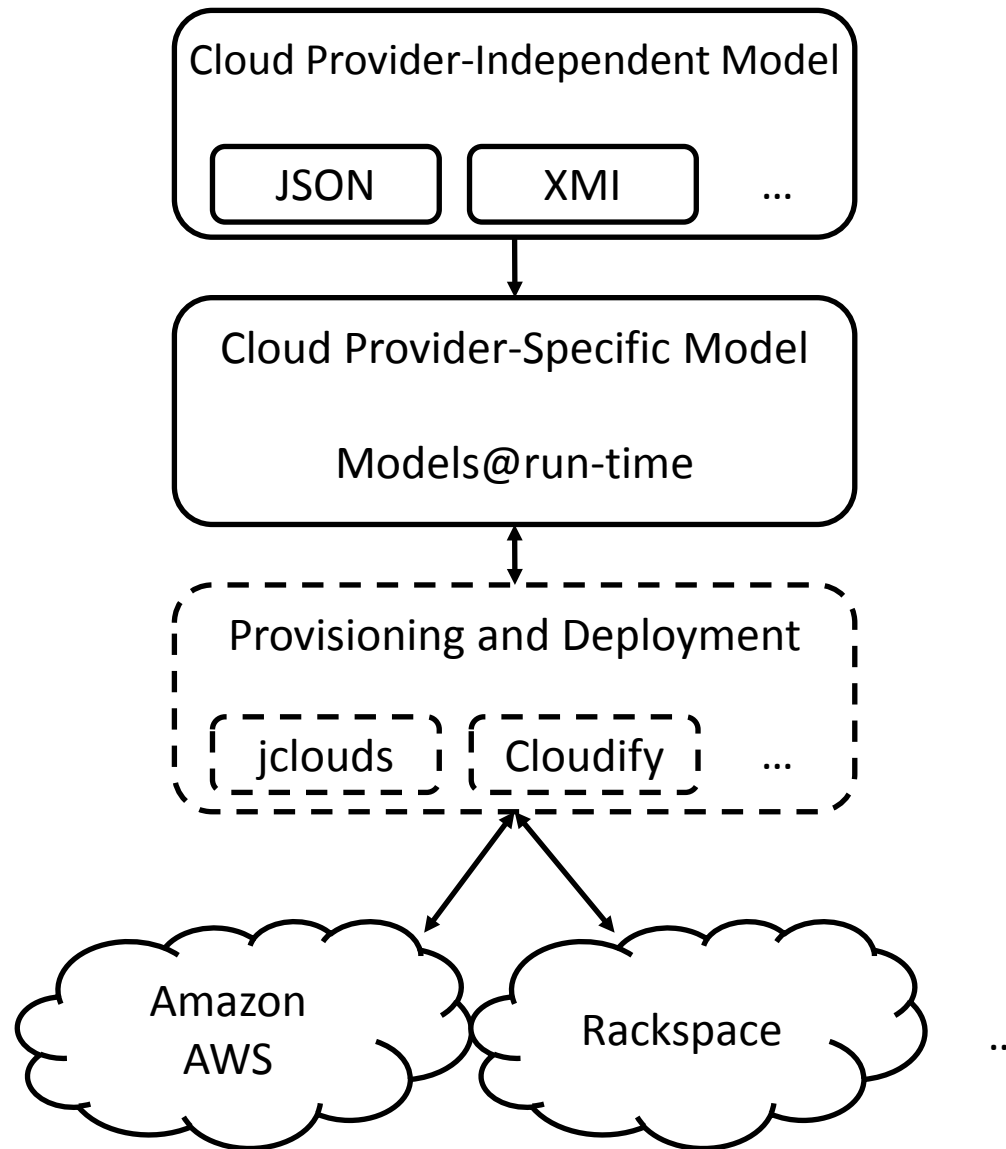 Cloud Provider-Independent Model
JSON XMI ...
Cloud Provider-Specific Model
Models@run-time
Provisioning and Deployment
jclouds Cloudify ...
Amazon
AWS
Rackspace
...